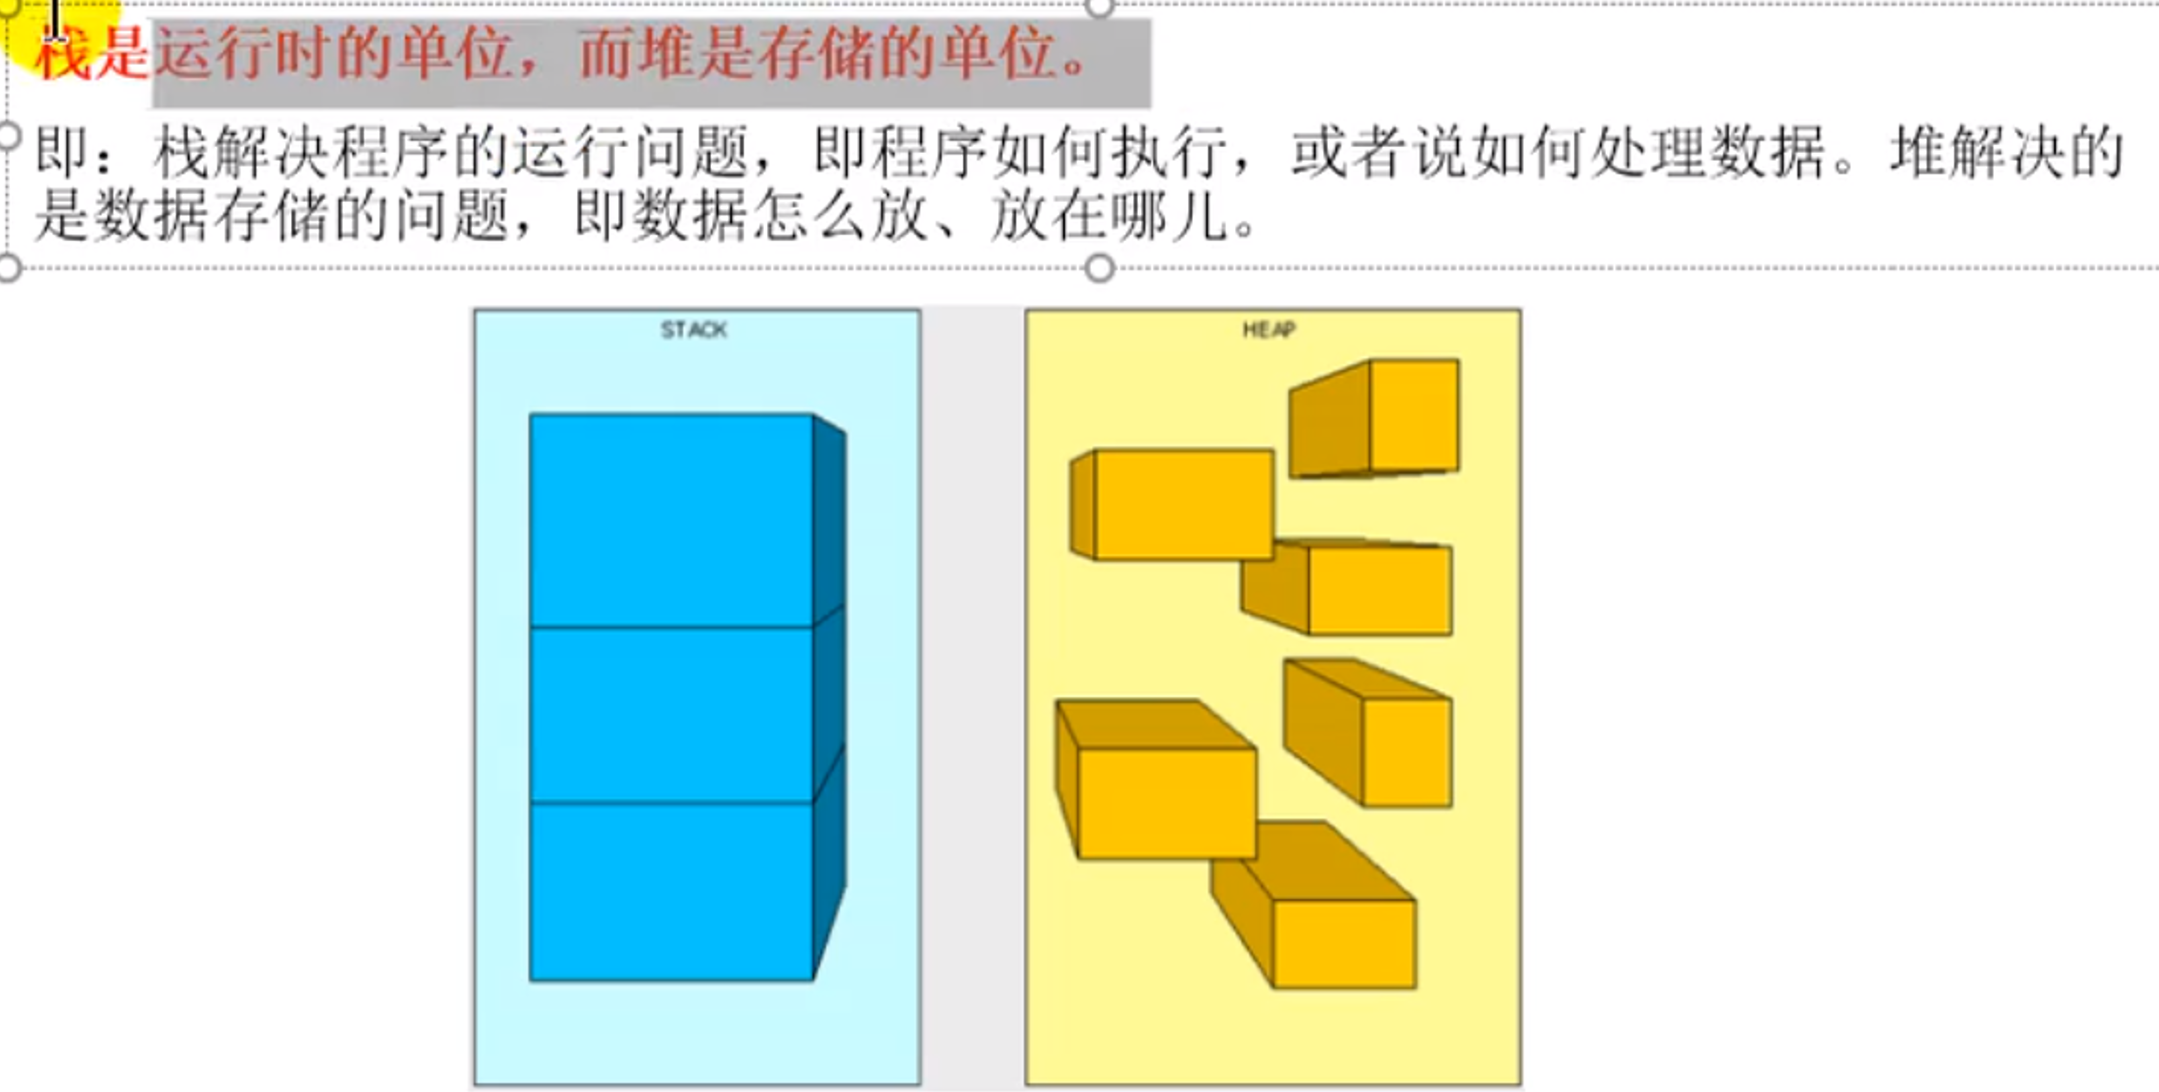 栈是运行时的单位，而堆是存储的单位。
即：栈解决程序的运行问题，即程序如何执行，或者说如何处理数据。堆解决的
是数据存储的问题，即数据怎么放、放在哪儿。
STACK
HEAP